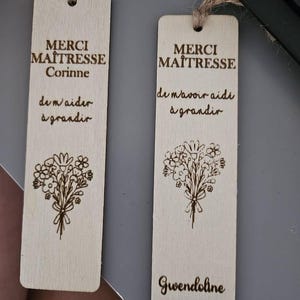 MERCI
MAÎTRESSE
Corinne
de m'aider
à grandir
MERCI
MAÎTRESSE
de m'avoir aidé
à grandir
Gwendoline